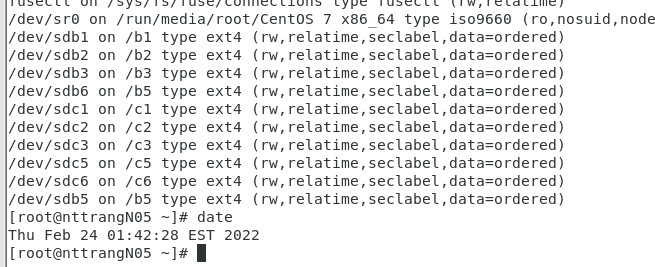 fusectl on /sys/fs/fuse/connections type fusectl (rw,relatime)
/dev/sr0 on /run/media/root/CentOS 7 x86_64 type iso9660 (ro,nosuid,node
/dev/sdb1 on /b1 type ext4 (rw,relatime,seclabel,data=ordered)
/dev/sdb2 on /b2 type ext4 (rw,relatime,seclabel,data=ordered)
/dev/sdb3 on /b3 type ext4 (rw,relatime,seclabel,data=ordered)
/dev/sdb6 on /b5 type ext4 (rw,relatime,seclabel,data=ordered)
/dev/sdc1 on /c1 type ext4 (rw,relatime,seclabel,data=ordered)
/dev/sdc2 on /c2 type ext4 (rw,relatime,seclabel,data=ordered)
/dev/sdc3 on /c3 type ext4 (rw,relatime,seclabel,data=ordered)
/dev/sdc5 on /c5 type ext4 (rw,relatime,seclabel,data=ordered)
/dev/sdc6 on /c6 type ext4 (rw,relatime,seclabel,data=ordered)
/dev/sdb5 on /b5 type ext4 (rw,relatime,seclabel,data=ordered)
[root@nttrangN05 ~]# date
Thu Feb 24 01:42:28 EST 2022
[root@nttrangN05 ~]#